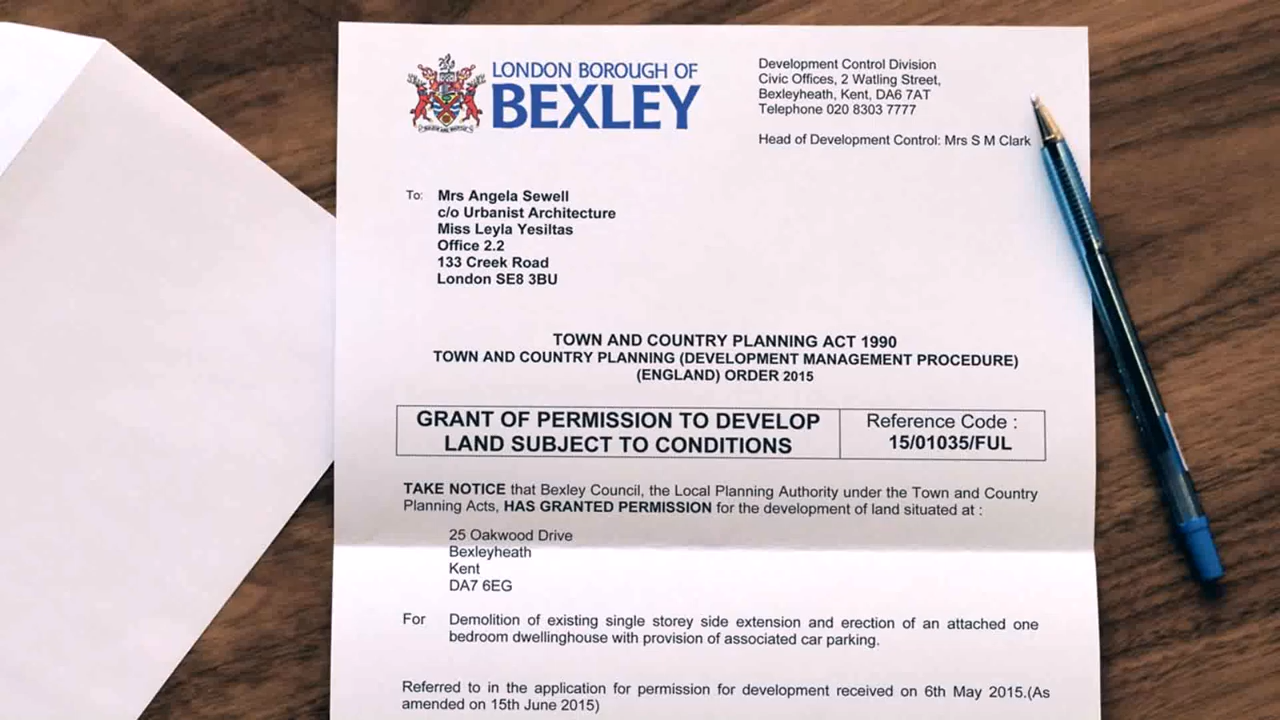 LONDON BOROUGH OF
BEXLEY
Development Control Division
Civic Offices, 2 Watling Street,
Bexleyheath, Kent, DA6 7AT
Telephone 020 8303 7777
Head of Development Control: Mrs S M Clark
To: Mrs Angela Sewell
c/o Urbanist Architecture
Miss Leyla Yesiltas
Office 2.2
133 Creek Road
London SE8 3BU
TOWN AND COUNTRY PLANNING ACT 1990
TOWN AND COUNTRY PLANNING (DEVELOPMENT MANAGEMENT PROCEDURE)
(ENGLAND) ORDER 2015
GRANT OF PERMISSION TO DEVELOP
LAND SUBJECT TO CONDITIONS
Reference Code :
15/01035/FUL
TAKE NOTICE that Bexley Council, the Local Planning Authority under the Town and Country
Planning Acts, HAS GRANTED PERMISSION for the development of land situated at :
25 Oakwood Drive
Bexleyheath
Kent
DA7 6EG
For Demolition of existing single storey side extension and erection of an attached one
bedroom dwellinghouse with provision of associated car parking.
Referred to in the application for permission for development received on 6th May 2015.(As
amended on 15th June 2015)